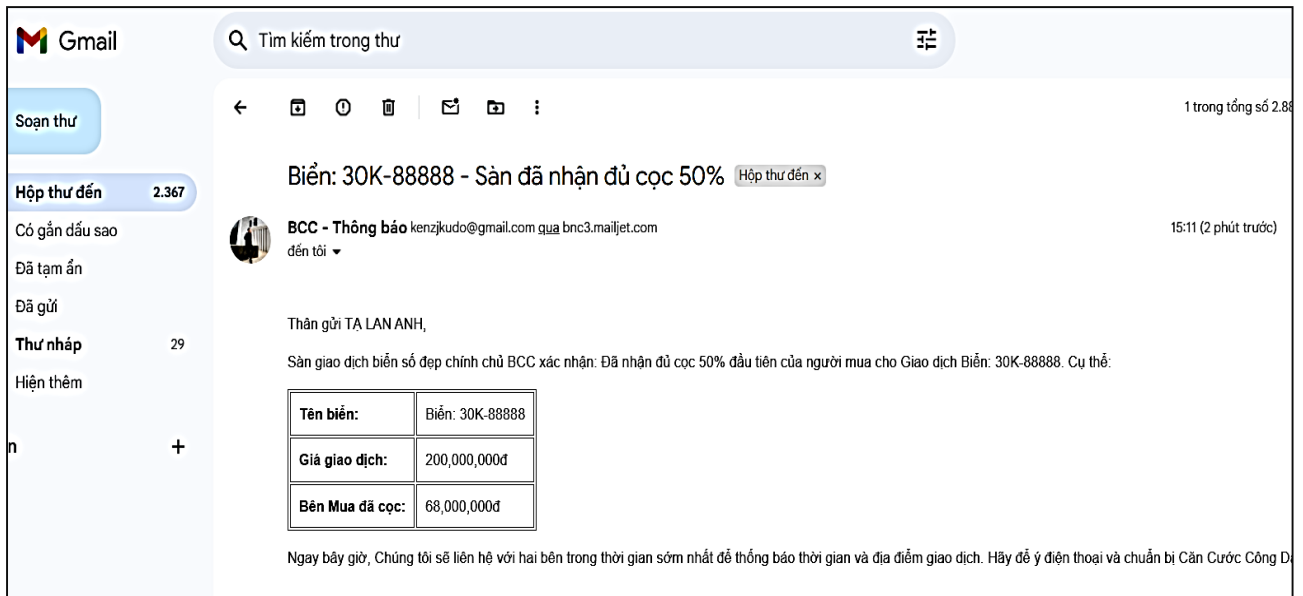 Gmail
Tìm kiếm trong thư
Soạn thư
1 trong tổng số 2.88
Biển: 30K-88888 - Sàn đã nhận đủ cọc 50% Hộp thư đến ×
Hộp thư đến 2.367
Có gắn dấu sao
Đã tạm ẩn
Đã gửi
Thư nháp 29
Hiện thêm
n +
BCC - Thông báo kenzjkudo@gmail.com qua bnc3.mailjet.com 15:11 (2 phút trước)
đến tôi
Thân gửi TẠ LAN ANH,
Sàn giao dịch biển số đẹp chính chủ BCC xác nhận: Đã nhận đủ cọc 50% đầu tiên của người mua cho Giao dịch Biển: 30K-88888. Cụ thể:
Tên biển: Biển: 30K-88888
Giá giao dịch: 200,000,000đ
Bên Mua đã cọc: 68,000,000đ
Ngay bây giờ, Chúng tôi sẽ liên hệ với hai bên trong thời gian sớm nhất để thống báo thời gian và địa điểm giao dịch. Hãy để ý điện thoại và chuẩn bị Căn Cước Công D